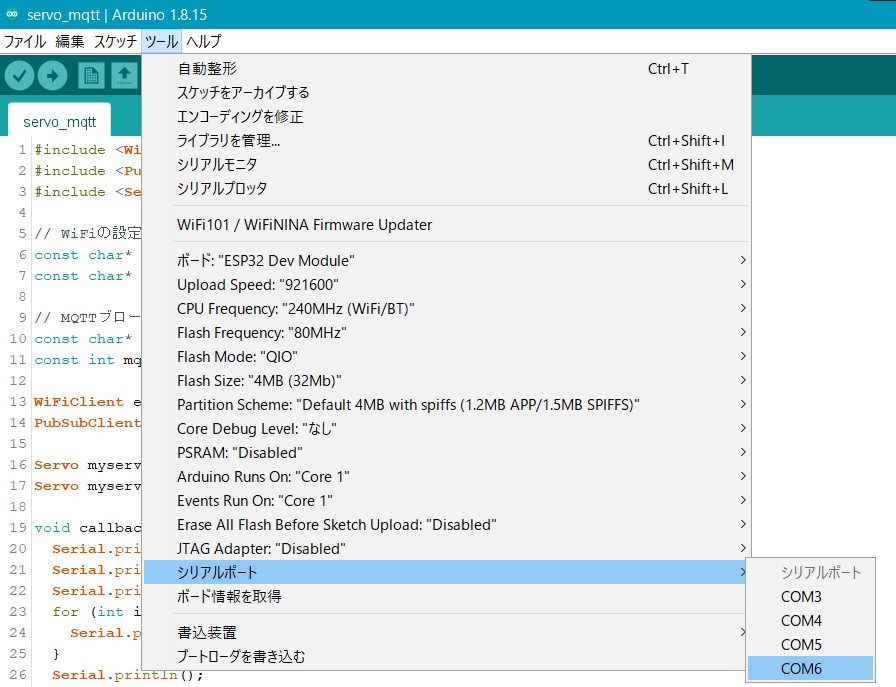 servo_mqtt | Arduino 1.8.15
ファイル 編集 スケッチ ツール ヘルプ
servo_mqtt
自動整形 Ctrl+T
スケッチをアーカイブする
エンコーディングを修正
ライブラリを管理... Ctrl+Shift+I
シリアルモニタ Ctrl+Shift+M
シリアルプロッタ Ctrl+Shift+L
WiFi101 / WiFiNINA Firmware Updater
ボード: "ESP32 Dev Module"
Upload Speed: "921600"
CPU Frequency: "240MHz (WiFi/BT)"
Flash Frequency: "80MHz"
Flash Mode: "QIO"
Flash Size: "4MB (32Mb)"
Partition Scheme: "Default 4MB with spiffs (1.2MB APP/1.5MB SPIFFS)"
Core Debug Level: "なし"
PSRAM: "Disabled"
Arduino Runs On: "Core 1"
Events Run On: "Core 1"
Erase All Flash Before Sketch Upload: "Disabled"
JTAG Adapter: "Disabled"
シリアルポート
ボード情報を取得
書込装置
ブートローダを書き込む
シリアルポート
COM3
COM4
COM5
COM6
1 #include <Wi
2 #include <Pu
3 #include <Se
4
5 // WiFiの設定
6 const char*
7 const char*
8
9 // MQTTブロー
10 const char*
11 const int mq
12
13 WiFiClient e
14 PubSubClient
15
16 Servo myserv
17 Servo myserv
18
19 void callbac
20 Serial.pri
21 Serial.pri
22 Serial.pri
23 for (int i
24 Serial.p
25 }
26 Serial.println();